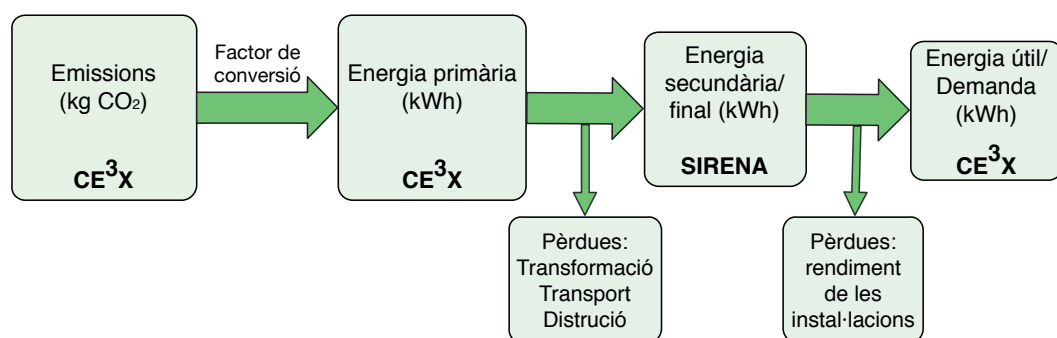 Emissions
(kg CO₂)
CE³X
Factor de
conversió
Energia primària
(kWh)
CE³X
Energia
secundària/
final (kWh)
SIRENA
Energia útil/
Demanda
(kWh)
CE³X
Pèrdues:
Transformació
Transport
Distrució
Pèrdues:
rendiment
de les
instal·lacions